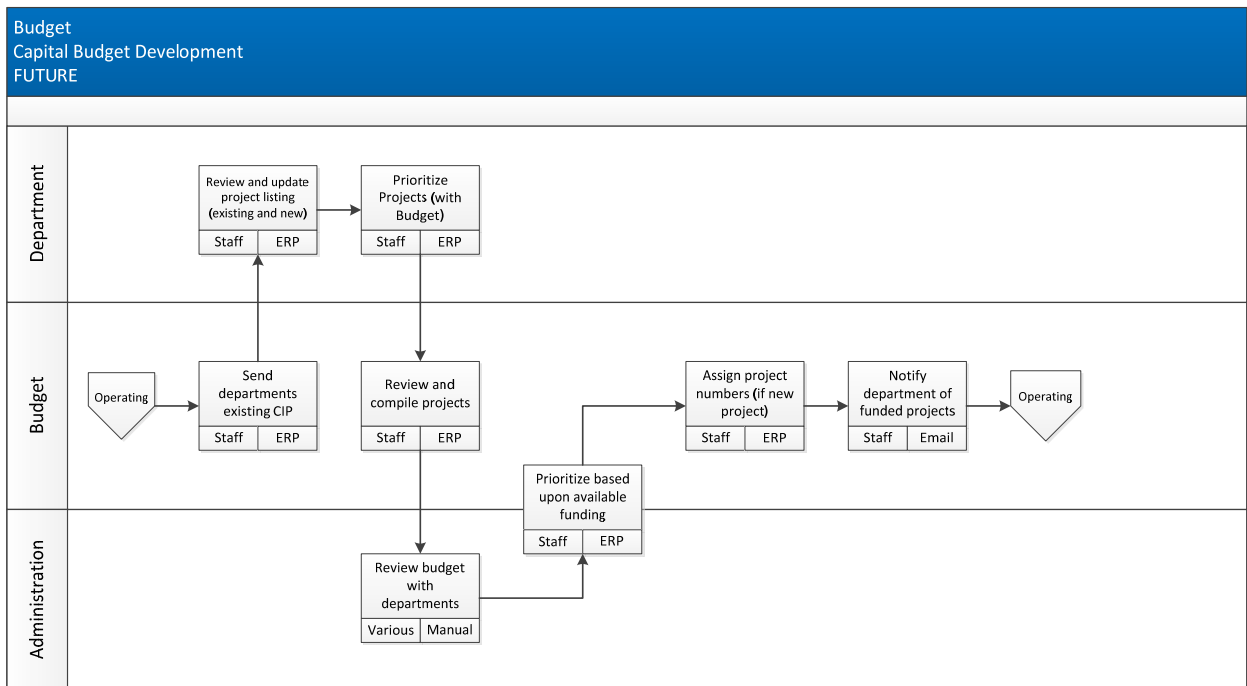 Budget
Capital Budget Development
FUTURE
Department
Review and update
project listing
(existing and new)
Staff
ERP
Prioritize
Projects (with
Budget)
Staff
ERP
Budget
Operating
Send
departments
existing CIP
Staff
ERP
Review and
compile projects
Staff
ERP
Assign project
numbers (if new
project)
Staff
ERP
Notify
department of
funded projects
Staff
Email
Operating
Prioritize based
upon available
funding
Staff
ERP
Administration
Review budget
with
departments
Various
Manual